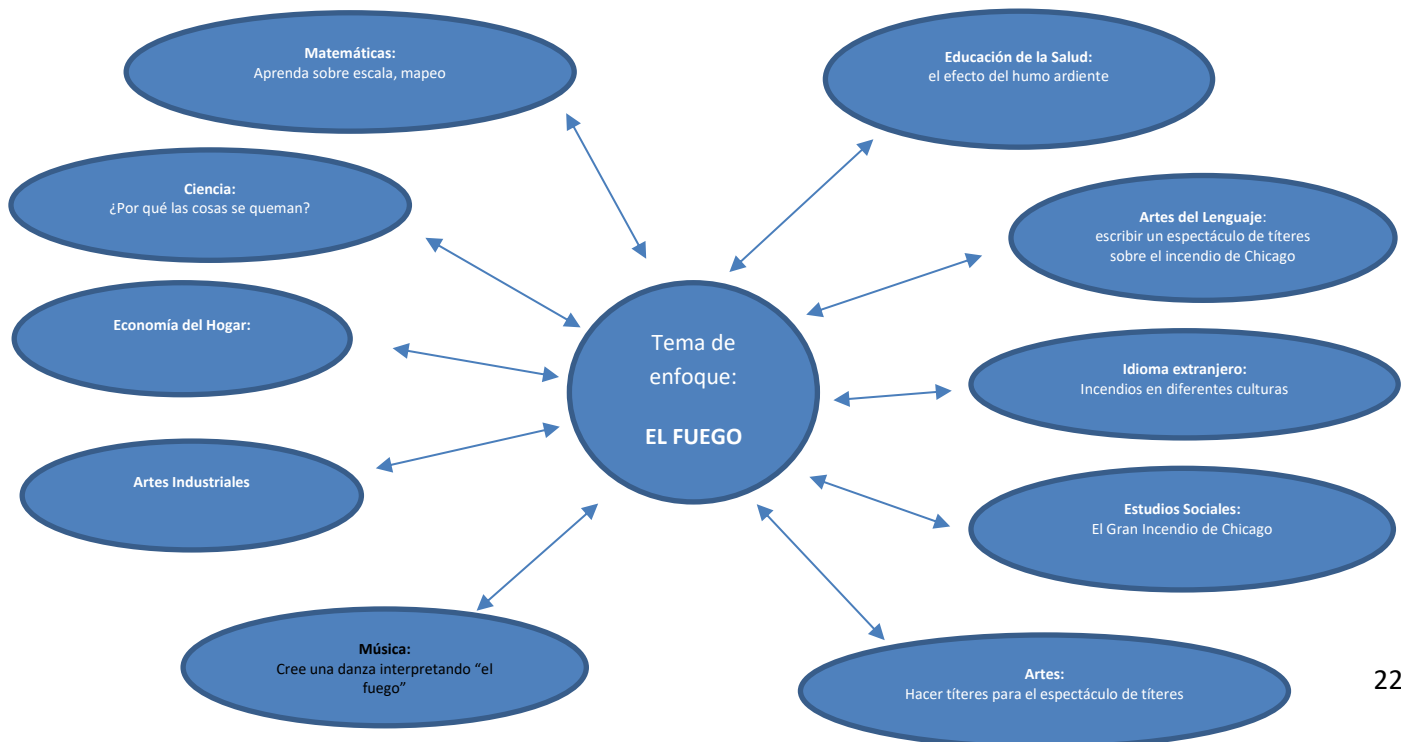 Matemáticas:
Aprenda sobre escala, mapeo
Educación de la Salud:
el efecto del humo ardiente
Ciencia:
¿Por qué las cosas se queman?
Artes del Lenguaje:
escribir un espectáculo de títeres
sobre el incendio de Chicago
Economía del Hogar:
Tema de
enfoque:
EL FUEGO
Idioma extranjero:
Incendios en diferentes culturas
Artes Industriales
Estudios Sociales:
El Gran Incendio de Chicago
Música:
Cree una danza interpretando “el
fuego”
Artes:
Hacer títeres para el espectáculo de títeres
22